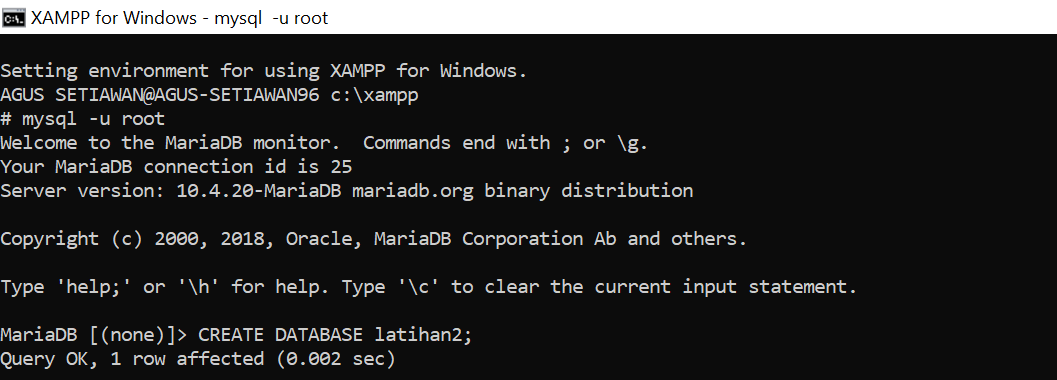 XAMPP for Windows - mysql  -u root
Setting environment for using XAMPP for Windows.
AGUS SETIAWAN@AGUS-SETIAWAN96 c:\xampp
# mysql -u root
Welcome to the MariaDB monitor.  Commands end with ; or \g.
Your MariaDB connection id is 25
Server version: 10.4.20-MariaDB mariadb.org binary distribution
Copyright (c) 2000, 2018, Oracle, MariaDB Corporation Ab and others.
Type 'help;' or '\h' for help. Type '\c' to clear the current input statement.
MariaDB [(none)]> CREATE DATABASE latihan2;
Query OK, 1 row affected (0.002 sec)